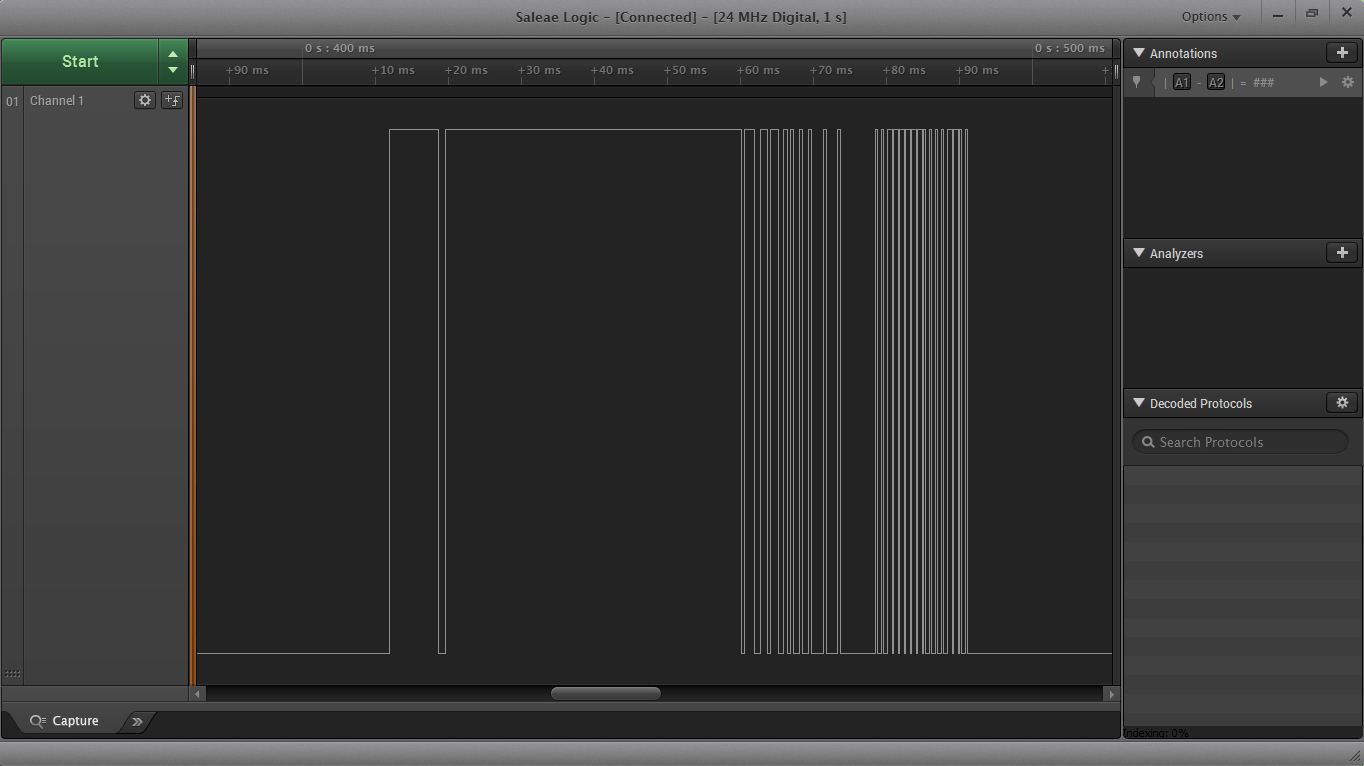 Saleae Logic – [Connected] – [24 MHz Digital, 1 s]
Options
Start
0 s : 400 ms
0 s : 500 ms
+90 ms
+10 ms
+20 ms
+30 ms
+40 ms
+50 ms
+60 ms
+70 ms
+80 ms
+90 ms
+
01
Channel 1
Annotations
| A1 - A2 | = ###
Analyzers
Decoded Protocols
Search Protocols
Capture
Indexing: 0%